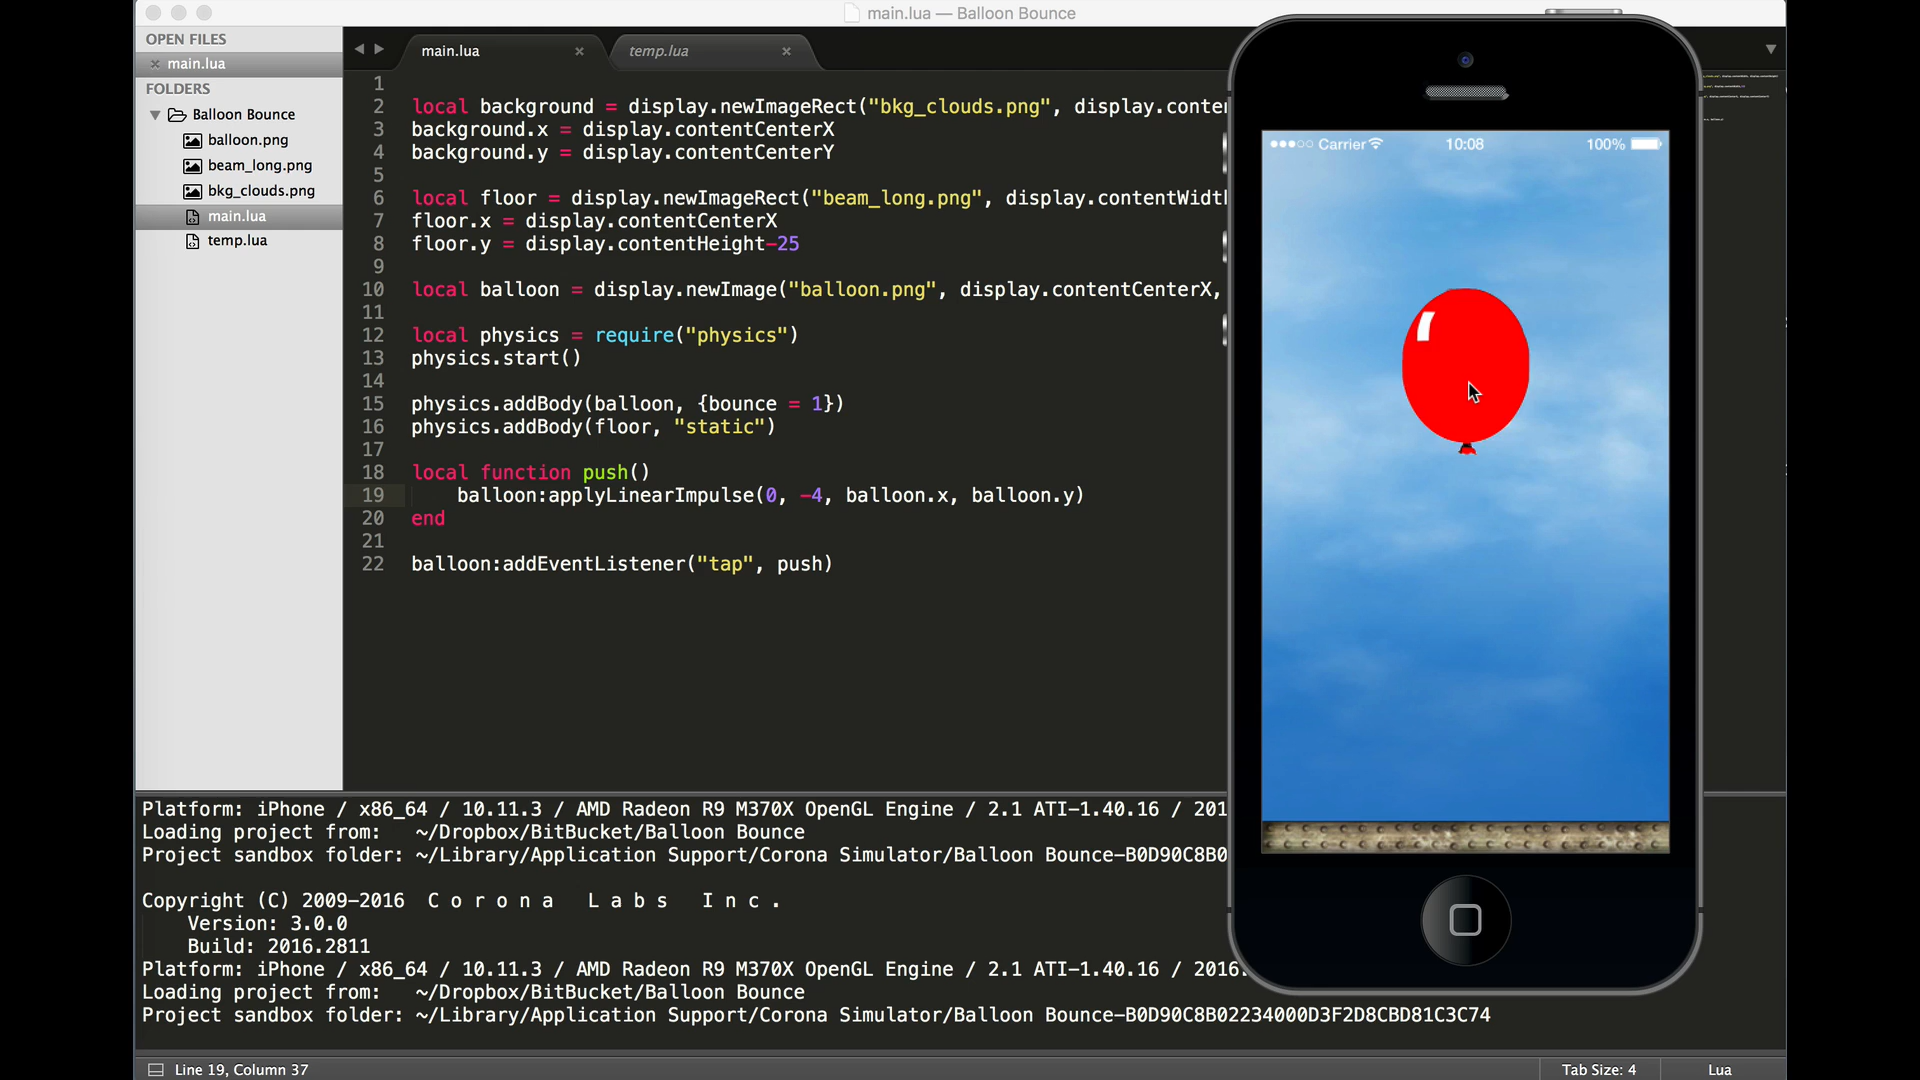 main.lua — Balloon Bounce
OPEN FILES
main.lua
FOLDERS
Balloon Bounce
balloon.png
beam_long.png
bkg_clouds.png
main.lua
temp.lua
main.lua
temp.lua
1
2 local background = display.newImageRect("bkg_clouds.png", display.conter
3 background.x = display.contentCenterX
4 background.y = display.contentCenterY
5
6 local floor = display.newImageRect("beam_long.png", display.contentWidth
7 floor.x = display.contentCenterX
8 floor.y = display.contentHeight-25
9
10 local balloon = display.newImage("balloon.png", display.contentCenterX,
11
12 local physics = require("physics")
13 physics.start()
14
15 physics.addBody(balloon, {bounce = 1})
16 physics.addBody(floor, "static")
17
18 local function push()
19 balloon:applyLinearImpulse(0, -4, balloon.x, balloon.y)
20 end
21
22 balloon:addEventListener("tap", push)
Carrier 10:08 100%
Platform: iPhone / x86_64 / 10.11.3 / AMD Radeon R9 M370X OpenGL Engine / 2.1 ATI-1.40.16 / 201
Loading project from: ~/Dropbox/BitBucket/Balloon Bounce
Project sandbox folder: ~/Library/Application Support/Corona Simulator/Balloon Bounce-B0D90C8B0
Copyright (C) 2009-2016 C o r o n a L a b s I n c .
Version: 3.0.0
Build: 2016.2811
Platform: iPhone / x86_64 / 10.11.3 / AMD Radeon R9 M370X OpenGL Engine / 2.1 ATI-1.40.16 / 2016.
Loading project from: ~/Dropbox/BitBucket/Balloon Bounce
Project sandbox folder: ~/Library/Application Support/Corona Simulator/Balloon Bounce-B0D90C8B02234000D3F2D8CBD81C3C74
Line 19, Column 37
Tab Size: 4
Lua